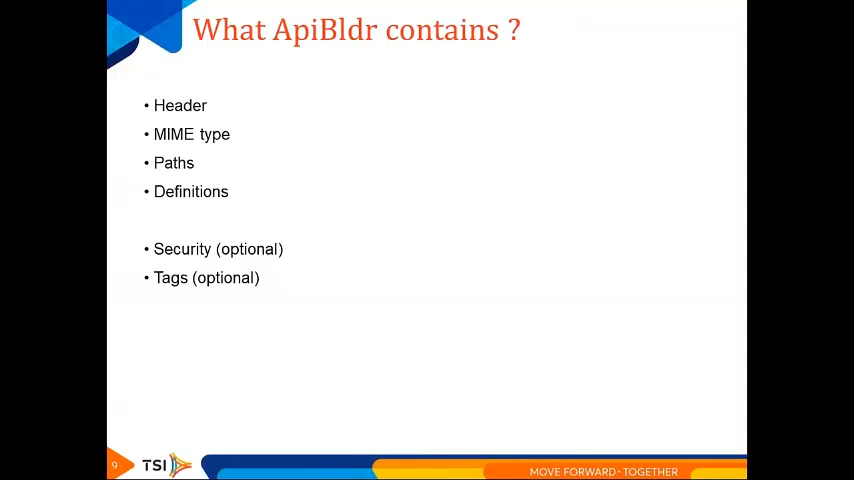 What ApiBldr contains ?
• Header
• MIME type
• Paths
• Definitions
• Security (optional)
• Tags (optional)
9
TSI
MOVE FORWARD · TOGETHER